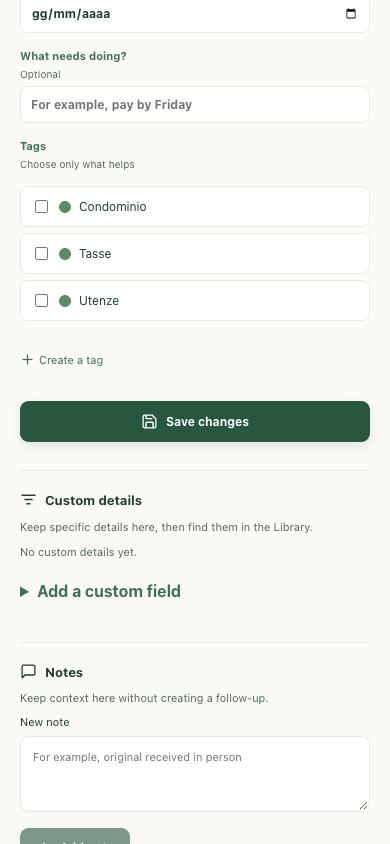 gg/mm/aaaa
What needs doing?
Optional
For example, pay by Friday
Tags
Choose only what helps
Condominio
Tasse
Utenze
Create a tag
Save changes
Custom details
Keep specific details here, then find them in the Library.
No custom details yet.
Add a custom field
Notes
Keep context here without creating a follow-up.
New note
For example, original received in person